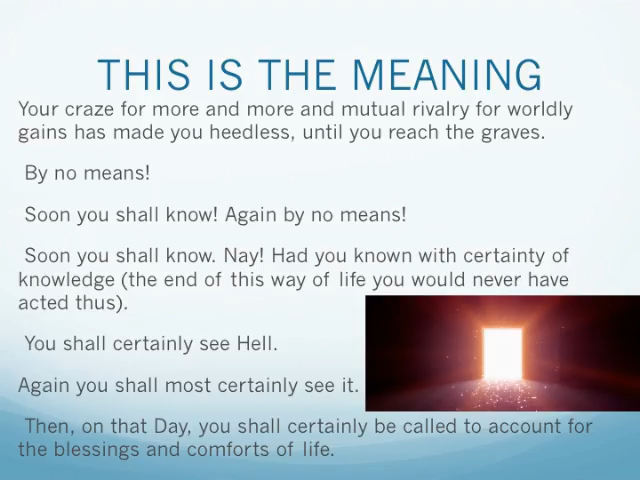 THIS IS THE MEANING
Your craze for more and more and mutual rivalry for worldly
gains has made you heedless, until you reach the graves.
By no means!
Soon you shall know! Again by no means!
Soon you shall know. Nay! Had you known with certainty of
knowledge (the end of this way of life you would never have
acted thus).
You shall certainly see Hell.
Again you shall most certainly see it.
Then, on that Day, you shall certainly be called to account for
the blessings and comforts of life.